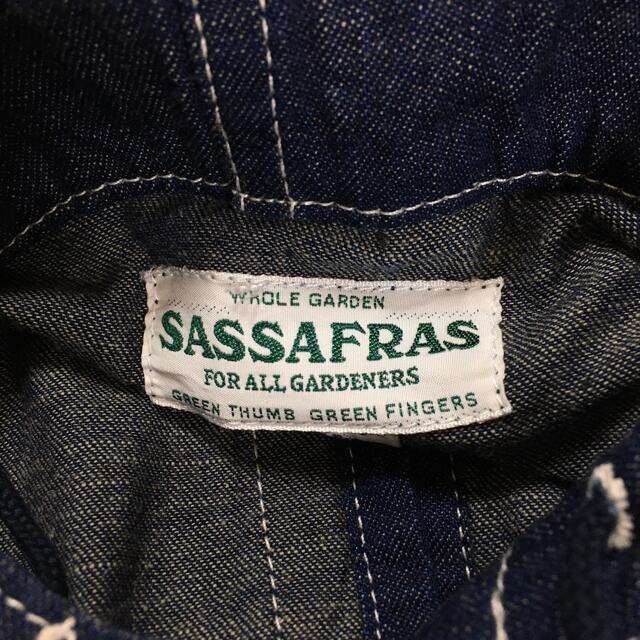 WHOLE GARDEN
SASSAFRAS
FOR ALL GARDENERS
GREEN THUMB GREEN FINGERS